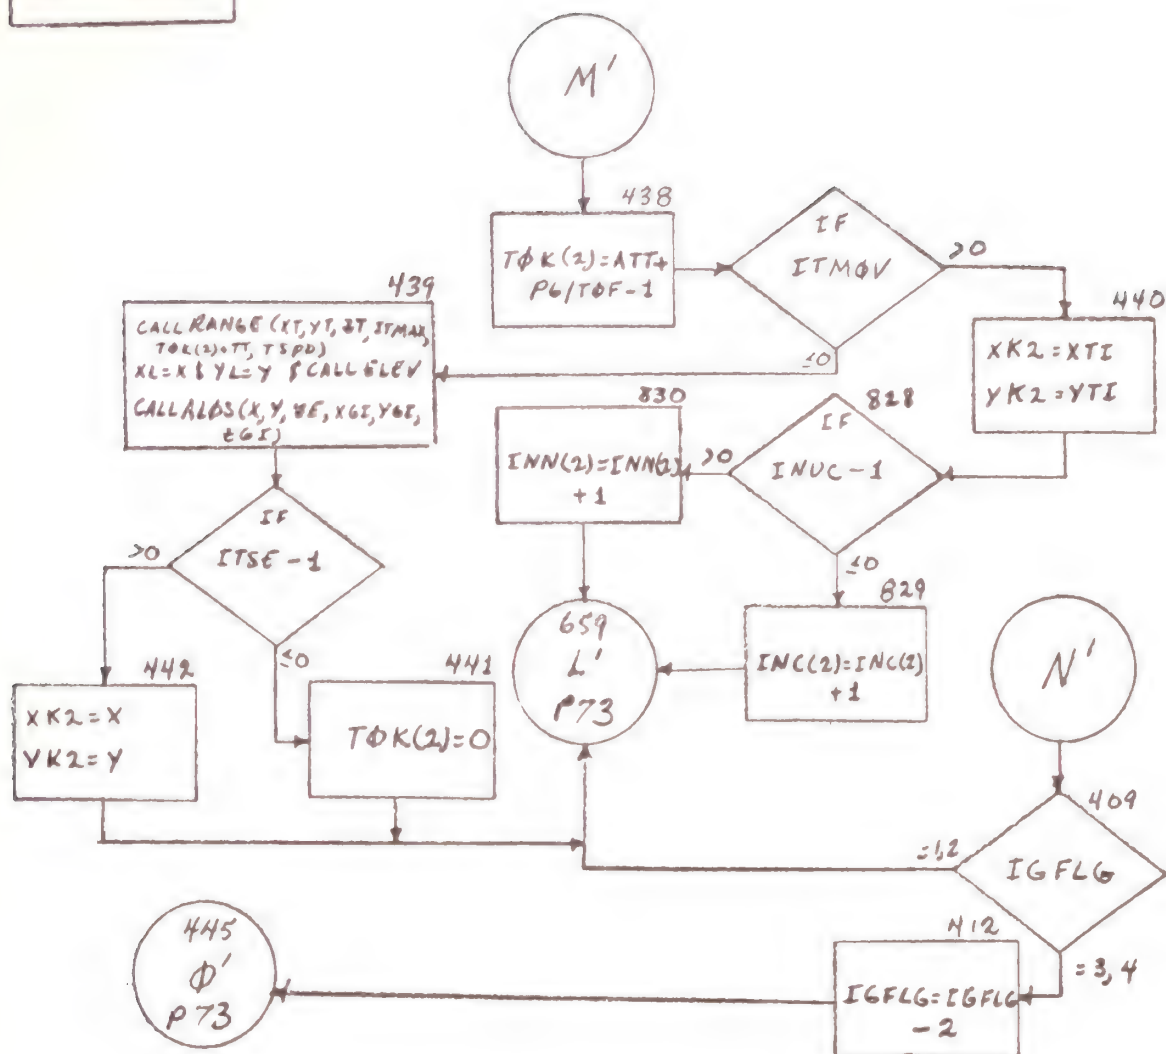 M'
438
TØK(2)=ATT+
PG/TØF-1
IF
ITMØV
>0
≤0
440
XK2=XTI
YK2=YTI
439
CALL RANGE (XT, YT, ZT, ITMAX,
TØK(2)+TT, TSPD)
XL=X $ YL=Y $ CALL ELEV
CALL ALØS (X, Y, ZE, XGI, YGI,
ZGI)
828
IF
INUC-1
>0
≤0
830
INN(2)=INN(2)
+1
829
INC(2)=INC(2)
+1
IF
ITSE-1
>0
≤0
442
XK2=X
YK2=Y
441
TØK(2)=0
659
L'
P73
N'
409
IGFLG
=1,2
=3,4
412
IGFLG=IGFLG
-2
445
Ø'
P73